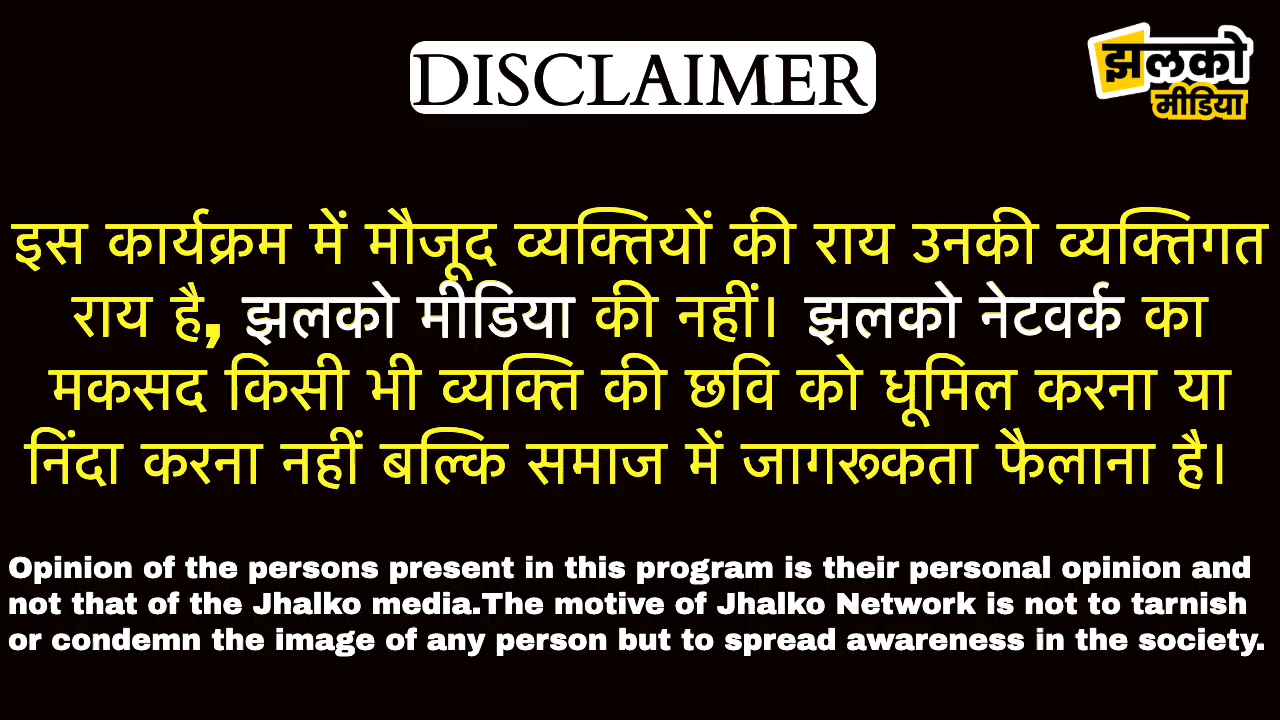 DISCLAIMER
झलको
मीडिया
इस कार्यक्रम में मौजूद व्यक्तियों की राय उनकी व्यक्तिगत
राय है, झलको मीडिया की नहीं। झलको नेटवर्क का
मकसद किसी भी व्यक्ति की छवि को धूमिल करना या
निंदा करना नहीं बल्कि समाज में जागरूकता फैलाना है।
Opinion of the persons present in this program is their personal opinion and
not that of the Jhalko media.The motive of Jhalko Network is not to tarnish
or condemn the image of any person but to spread awareness in the society.